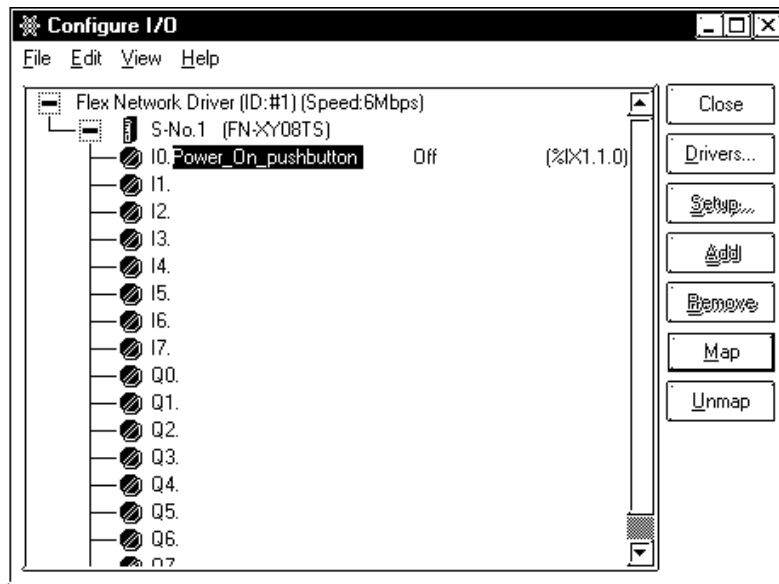 Configure I/O
File Edit View Help
Flex Network Driver (ID:#1) (Speed:6Mbps)
S-No.1 (FN-XY08TS)
I0.Power_On_pushbutton Off (%IX1.1.0)
I1.
I2.
I3.
I4.
I5.
I6.
I7.
Q0.
Q1.
Q2.
Q3.
Q4.
Q5.
Q6.
Q7.
Close
Drivers...
Setup...
Add
Remove
Map
Unmap